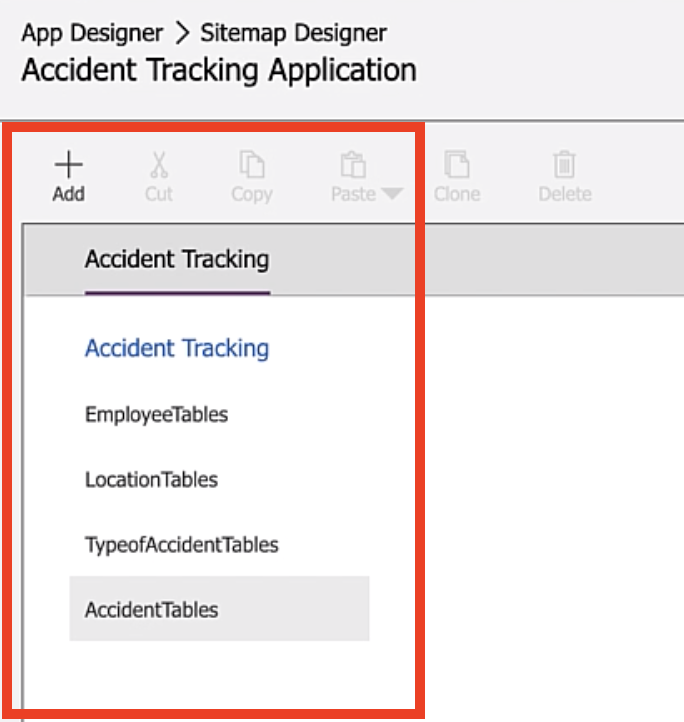 App Designer > Sitemap Designer
Accident Tracking Application
Add Cut Copy Paste Clone Delete
Accident Tracking
Accident Tracking
EmployeeTables
LocationTables
TypeofAccidentTables
AccidentTables